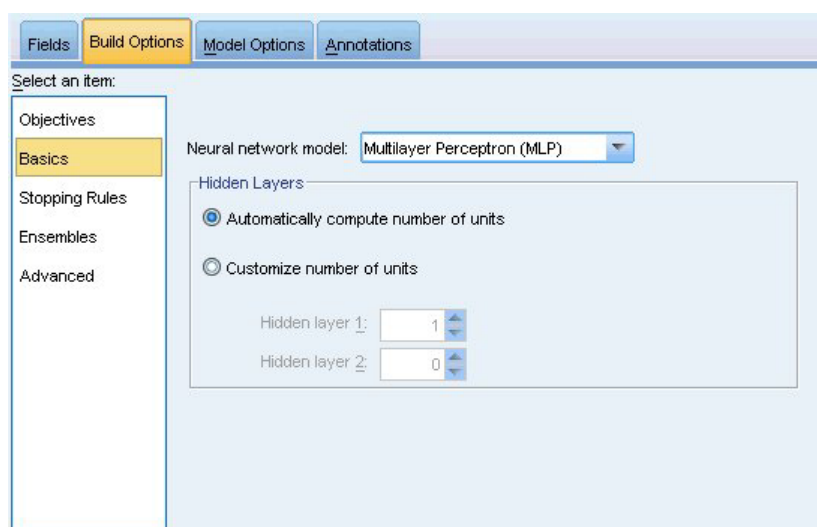 Fields Build Options Model Options Annotations
Select an item:
Objectives
Basics
Stopping Rules
Ensembles
Advanced
Neural network model: Multilayer Perceptron (MLP)
Hidden Layers
Automatically compute number of units
Customize number of units
Hidden layer 1: 1
Hidden layer 2: 0